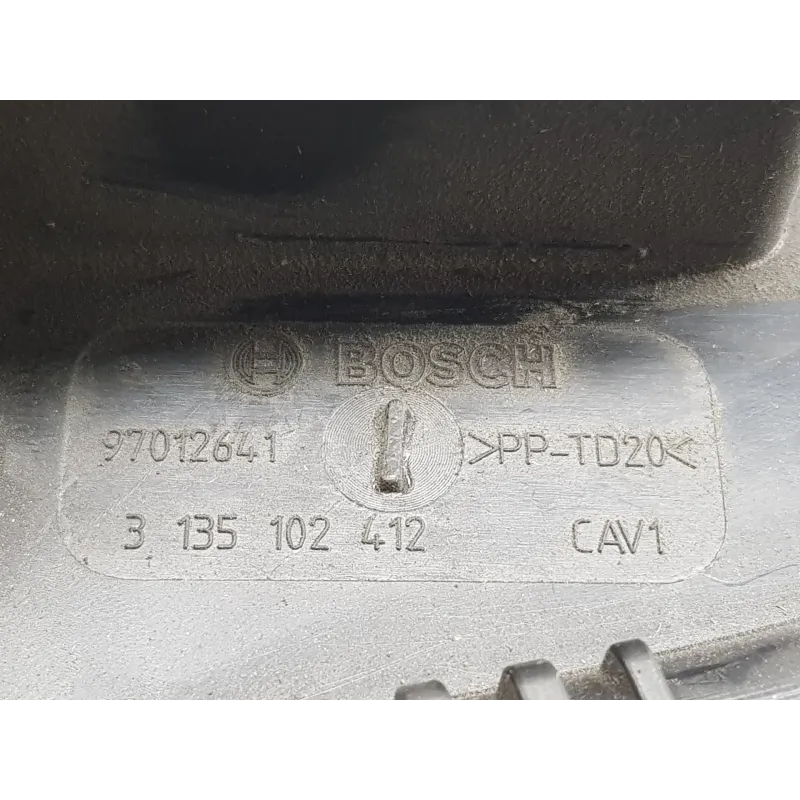 BOSCH
97012641 >PP-TD20<
3 135 102 412 CAV1